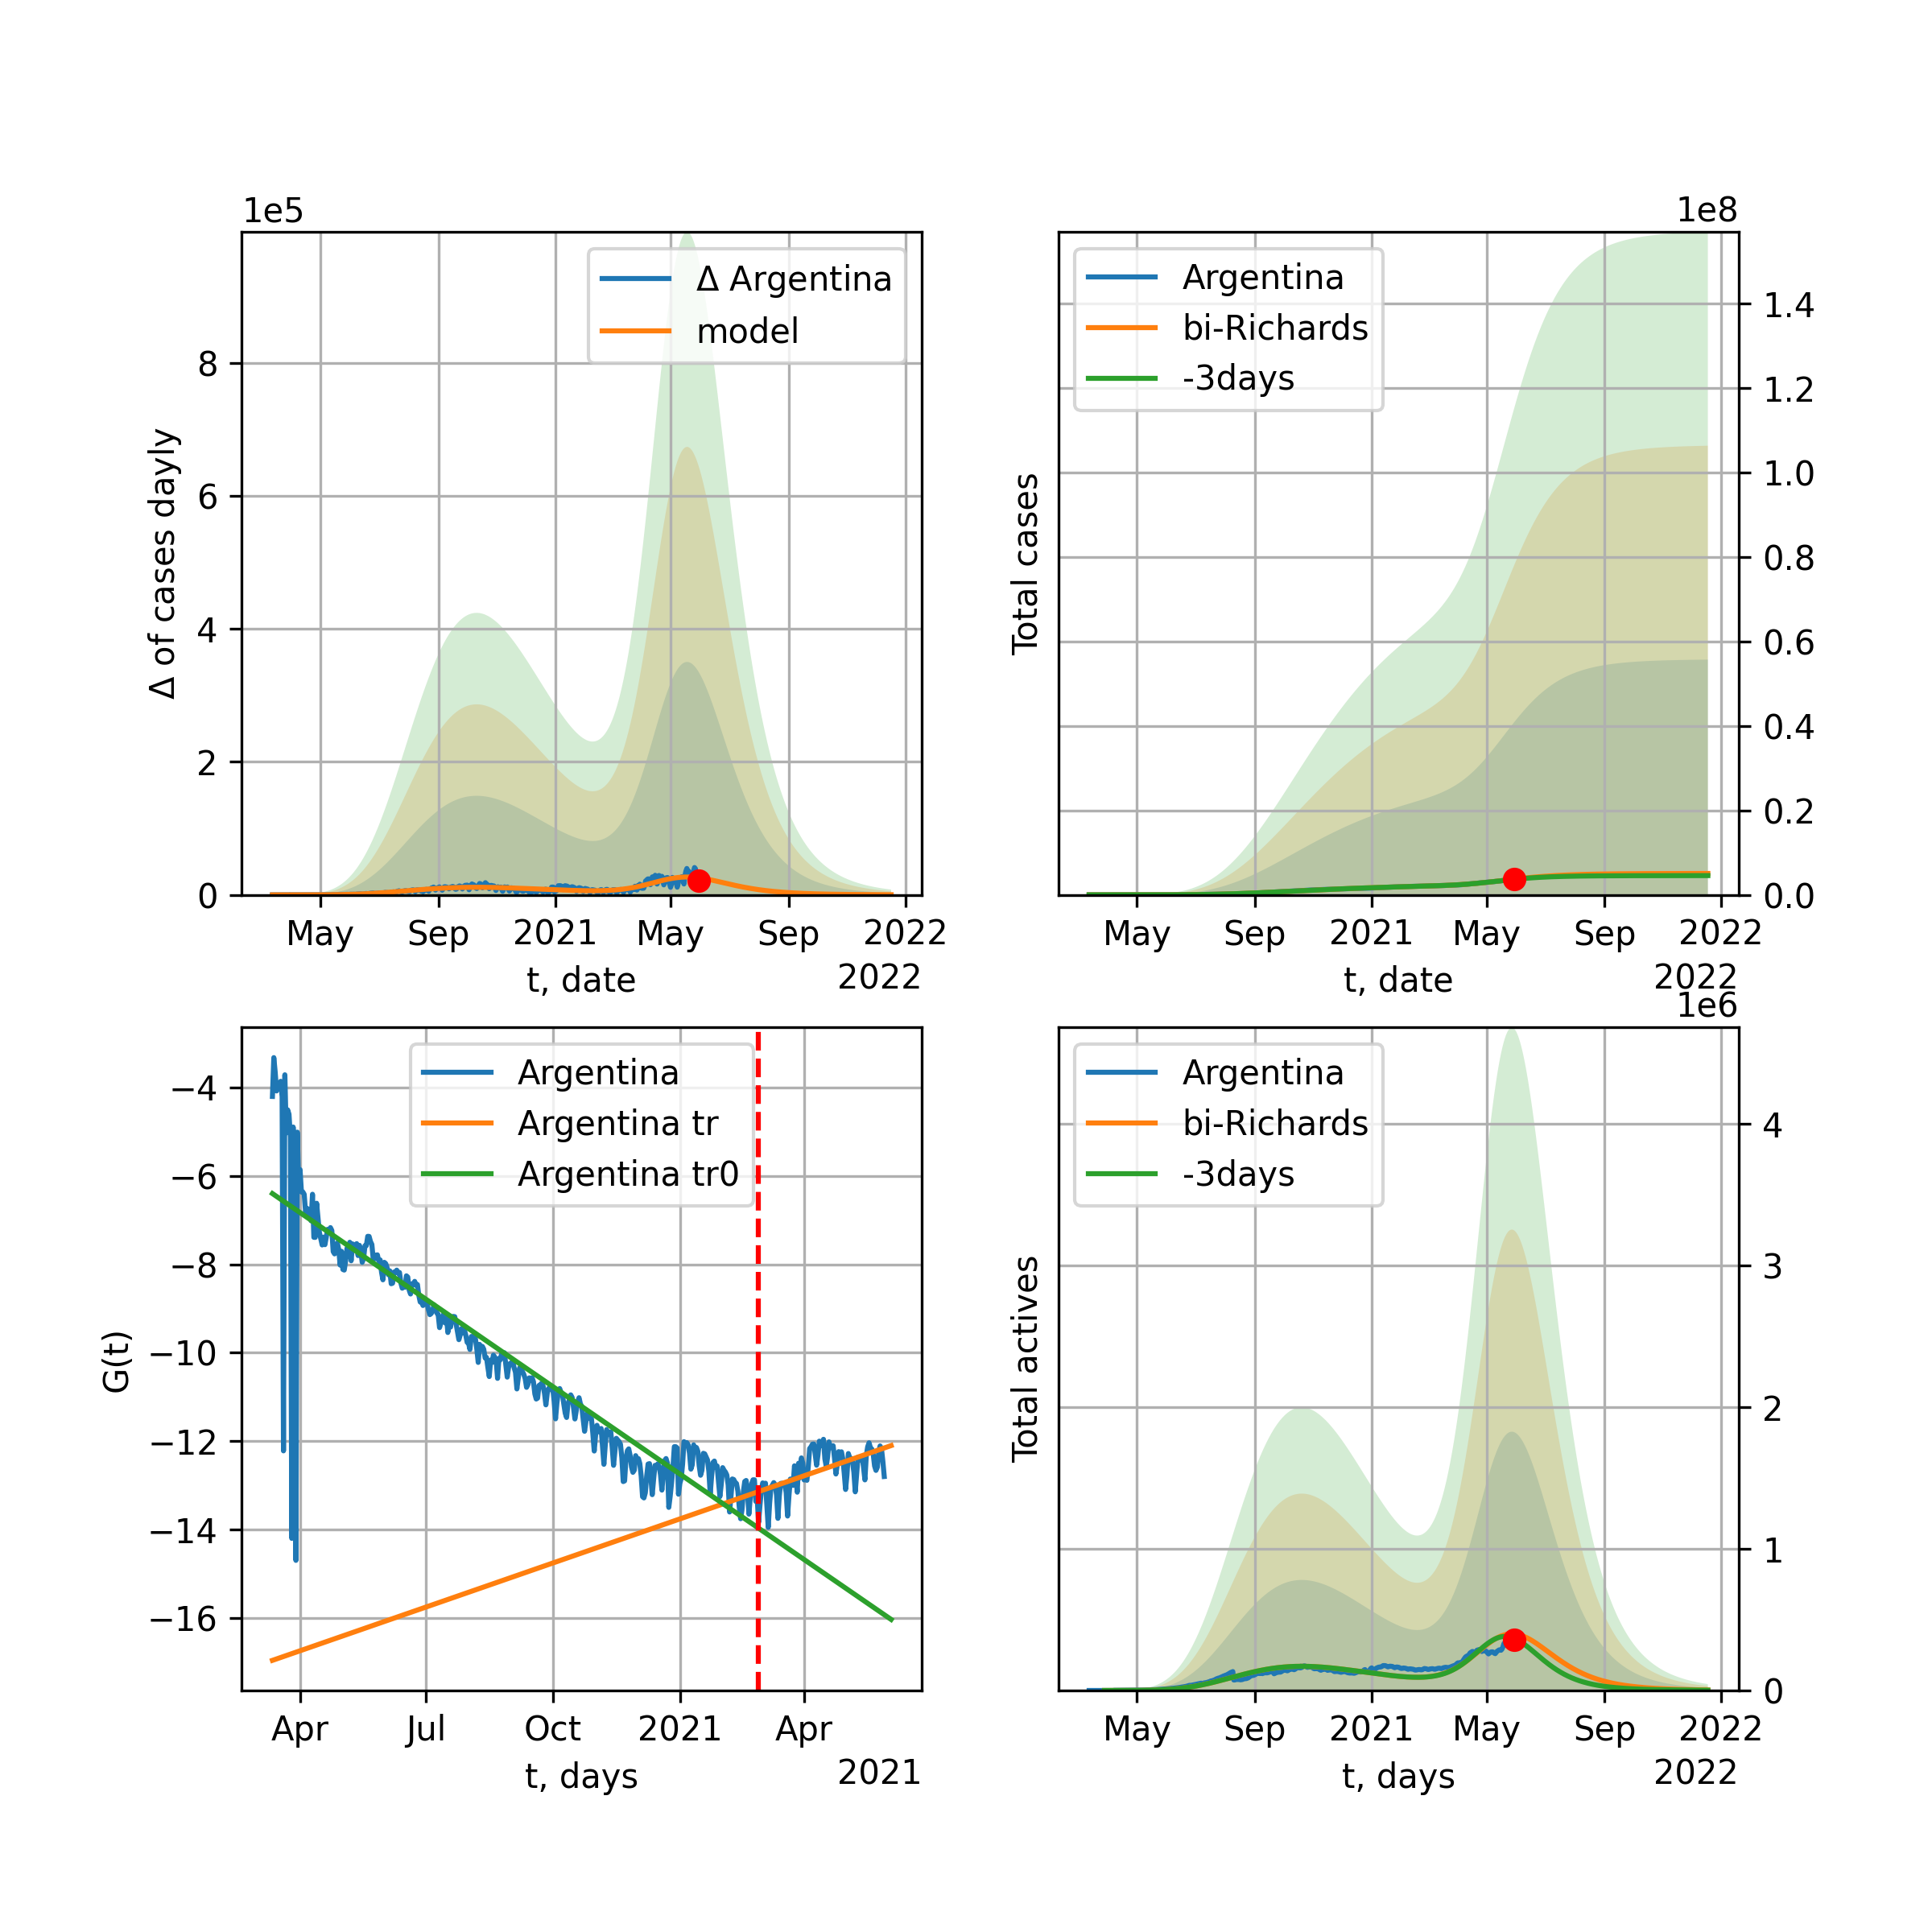 1e5
Δ Argentina
model
Δ of cases dayly
8
6
4
2
0
May Sep 2021 May Sep 2022
t, date
2022
1e8
Argentina
bi-Richards
-3days
Total cases
1.4
1.2
1.0
0.8
0.6
0.4
0.2
0.0
May Sep 2021 May Sep 2022
t, date
2022
Argentina
Argentina tr
Argentina tr0
G(t)
−4
−6
−8
−10
−12
−14
−16
Apr Jul Oct 2021 Apr
t, days
2021
1e6
Argentina
bi-Richards
-3days
Total actives
4
3
2
1
0
May Sep 2021 May Sep 2022
t, days
2022